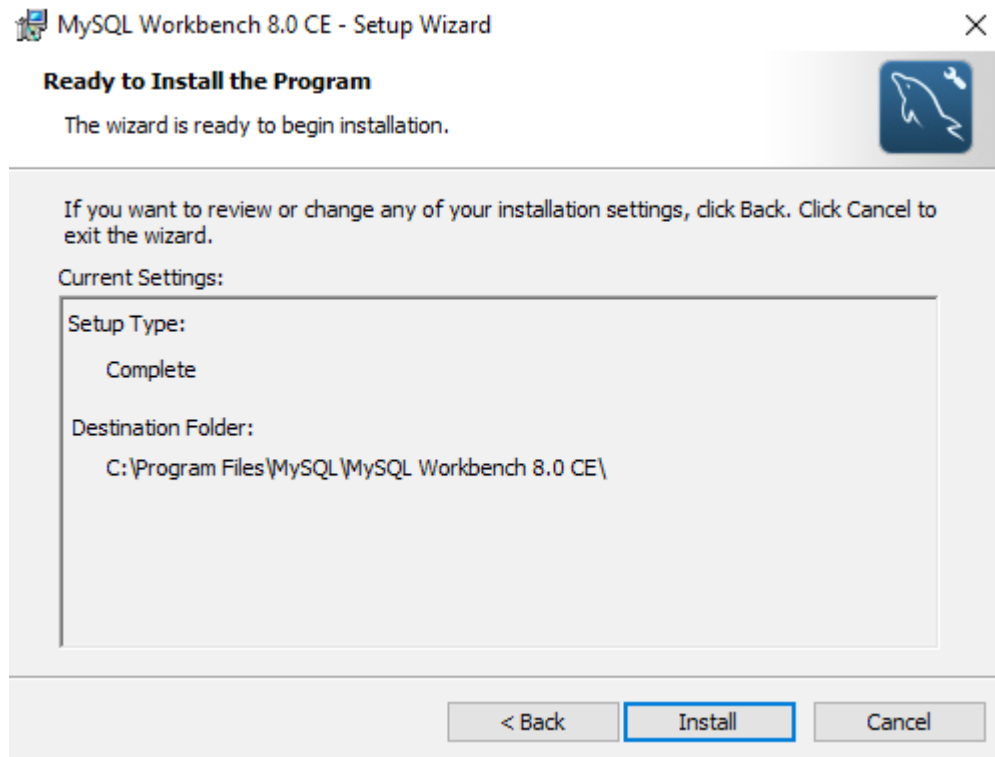 MySQL Workbench 8.0 CE - Setup Wizard
Ready to Install the Program
The wizard is ready to begin installation.
If you want to review or change any of your installation settings, click Back. Click Cancel to
exit the wizard.
Current Settings:
Setup Type:
Complete
Destination Folder:
C:\Program Files\MySQL\MySQL Workbench 8.0 CE\
< Back
Install
Cancel